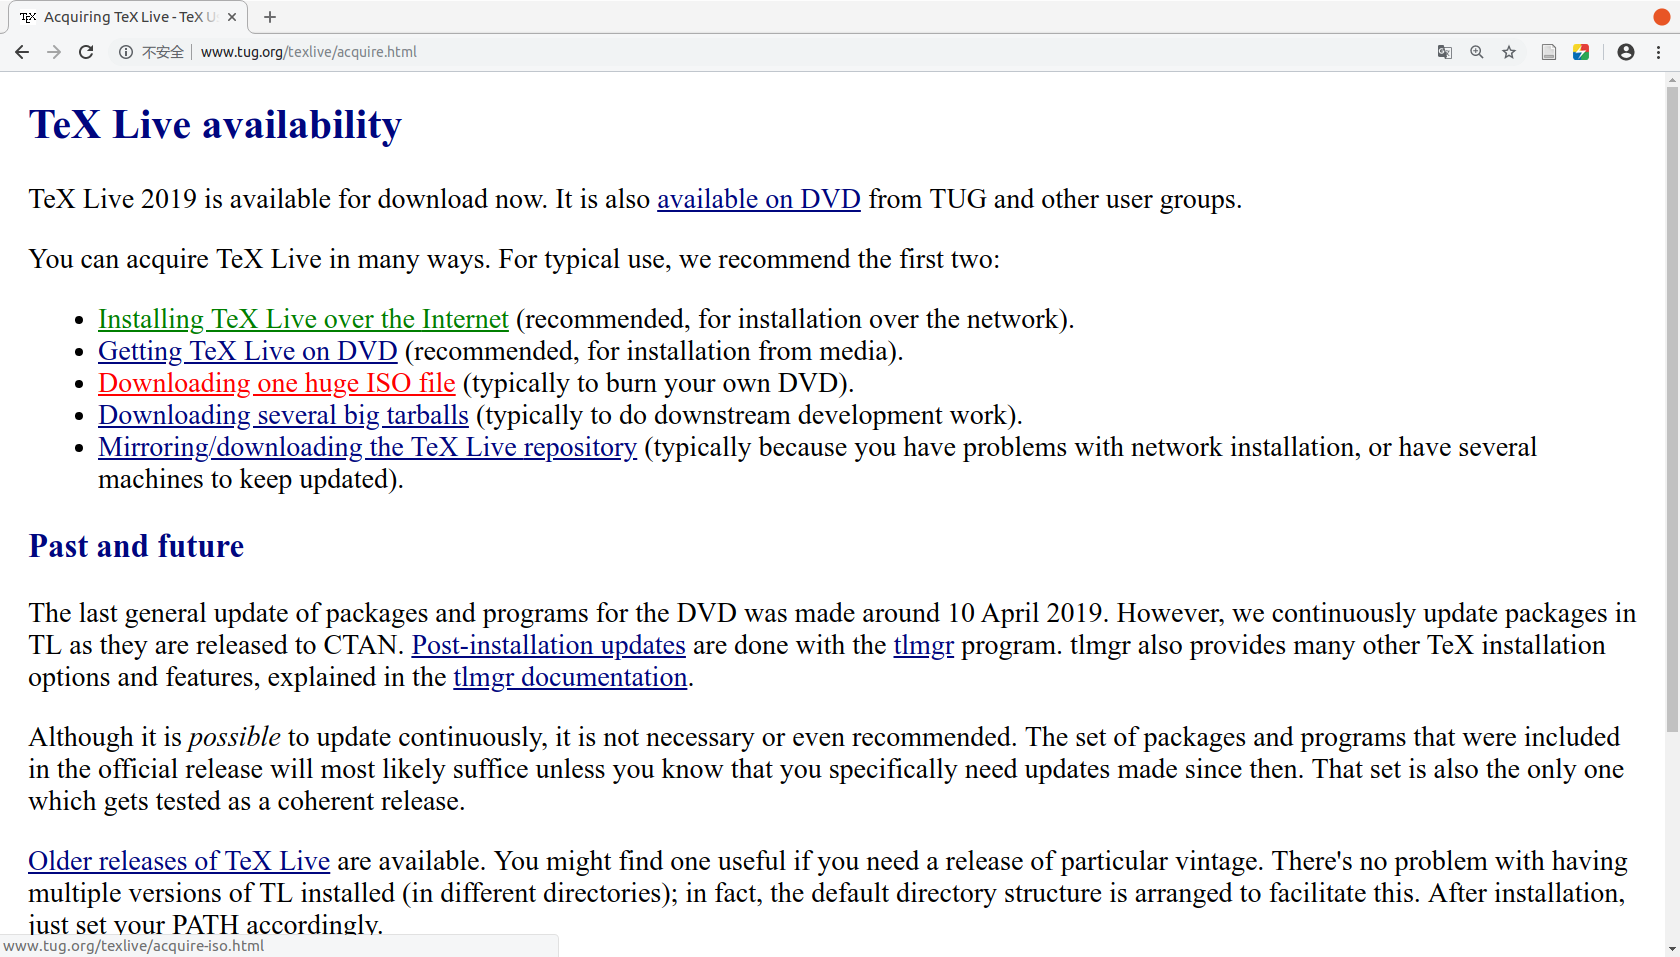 Acquiring TeX Live - TeX U
不安全 www.tug.org/texlive/acquire.html
TeX Live availability
TeX Live 2019 is available for download now. It is also available on DVD from TUG and other user groups.
You can acquire TeX Live in many ways. For typical use, we recommend the first two:
• Installing TeX Live over the Internet (recommended, for installation over the network).
• Getting TeX Live on DVD (recommended, for installation from media).
• Downloading one huge ISO file (typically to burn your own DVD).
• Downloading several big tarballs (typically to do downstream development work).
• Mirroring/downloading the TeX Live repository (typically because you have problems with network installation, or have several
machines to keep updated).
Past and future
The last general update of packages and programs for the DVD was made around 10 April 2019. However, we continuously update packages in
TL as they are released to CTAN. Post-installation updates are done with the tlmgr program. tlmgr also provides many other TeX installation
options and features, explained in the tlmgr documentation.
Although it is possible to update continuously, it is not necessary or even recommended. The set of packages and programs that were included
in the official release will most likely suffice unless you know that you specifically need updates made since then. That set is also the only one
which gets tested as a coherent release.
Older releases of TeX Live are available. You might find one useful if you need a release of particular vintage. There's no problem with having
multiple versions of TL installed (in different directories); in fact, the default directory structure is arranged to facilitate this. After installation,
just set your PATH accordingly.
www.tug.org/texlive/acquire-iso.html